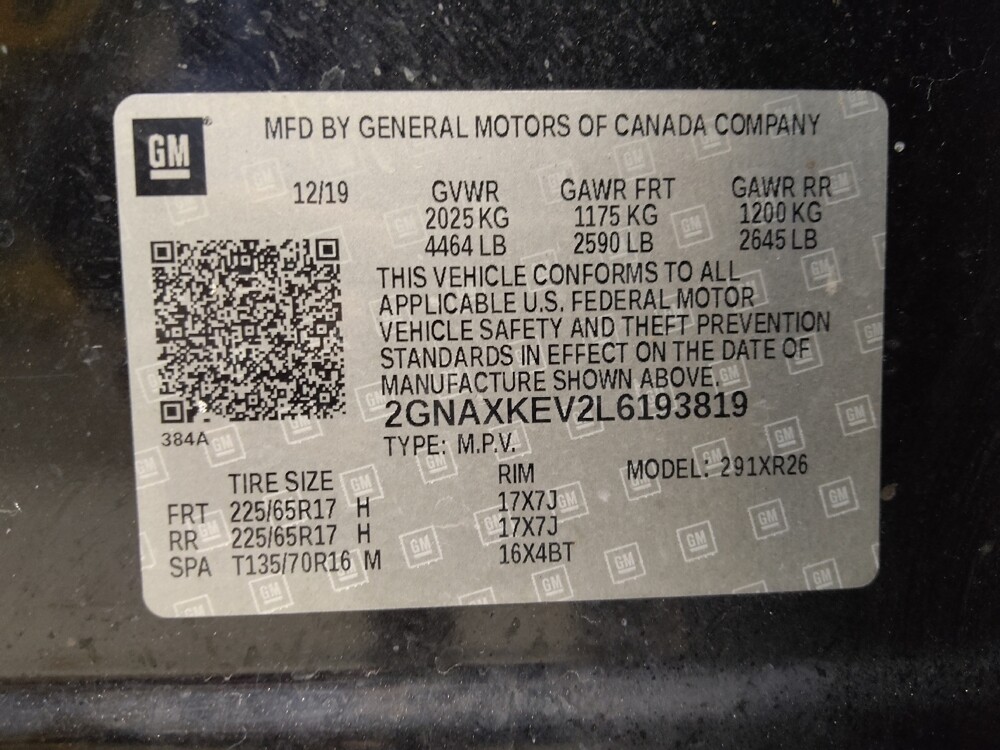 GM
MFD BY GENERAL MOTORS OF CANADA COMPANY
12/19 GVWR GAWR FRT GAWR RR
2025 KG 1175 KG 1200 KG
4464 LB 2590 LB 2645 LB
THIS VEHICLE CONFORMS TO ALL
APPLICABLE U.S. FEDERAL MOTOR
VEHICLE SAFETY AND THEFT PREVENTION
STANDARDS IN EFFECT ON THE DATE OF
MANUFACTURE SHOWN ABOVE.
2GNAXKEV2L6193819
384A
TYPE: M.P.V.
TIRE SIZE RIM MODEL: 291XR26
FRT 225/65R17 H 17X7J
RR 225/65R17 H 17X7J
SPA T135/70R16 M 16X4BT